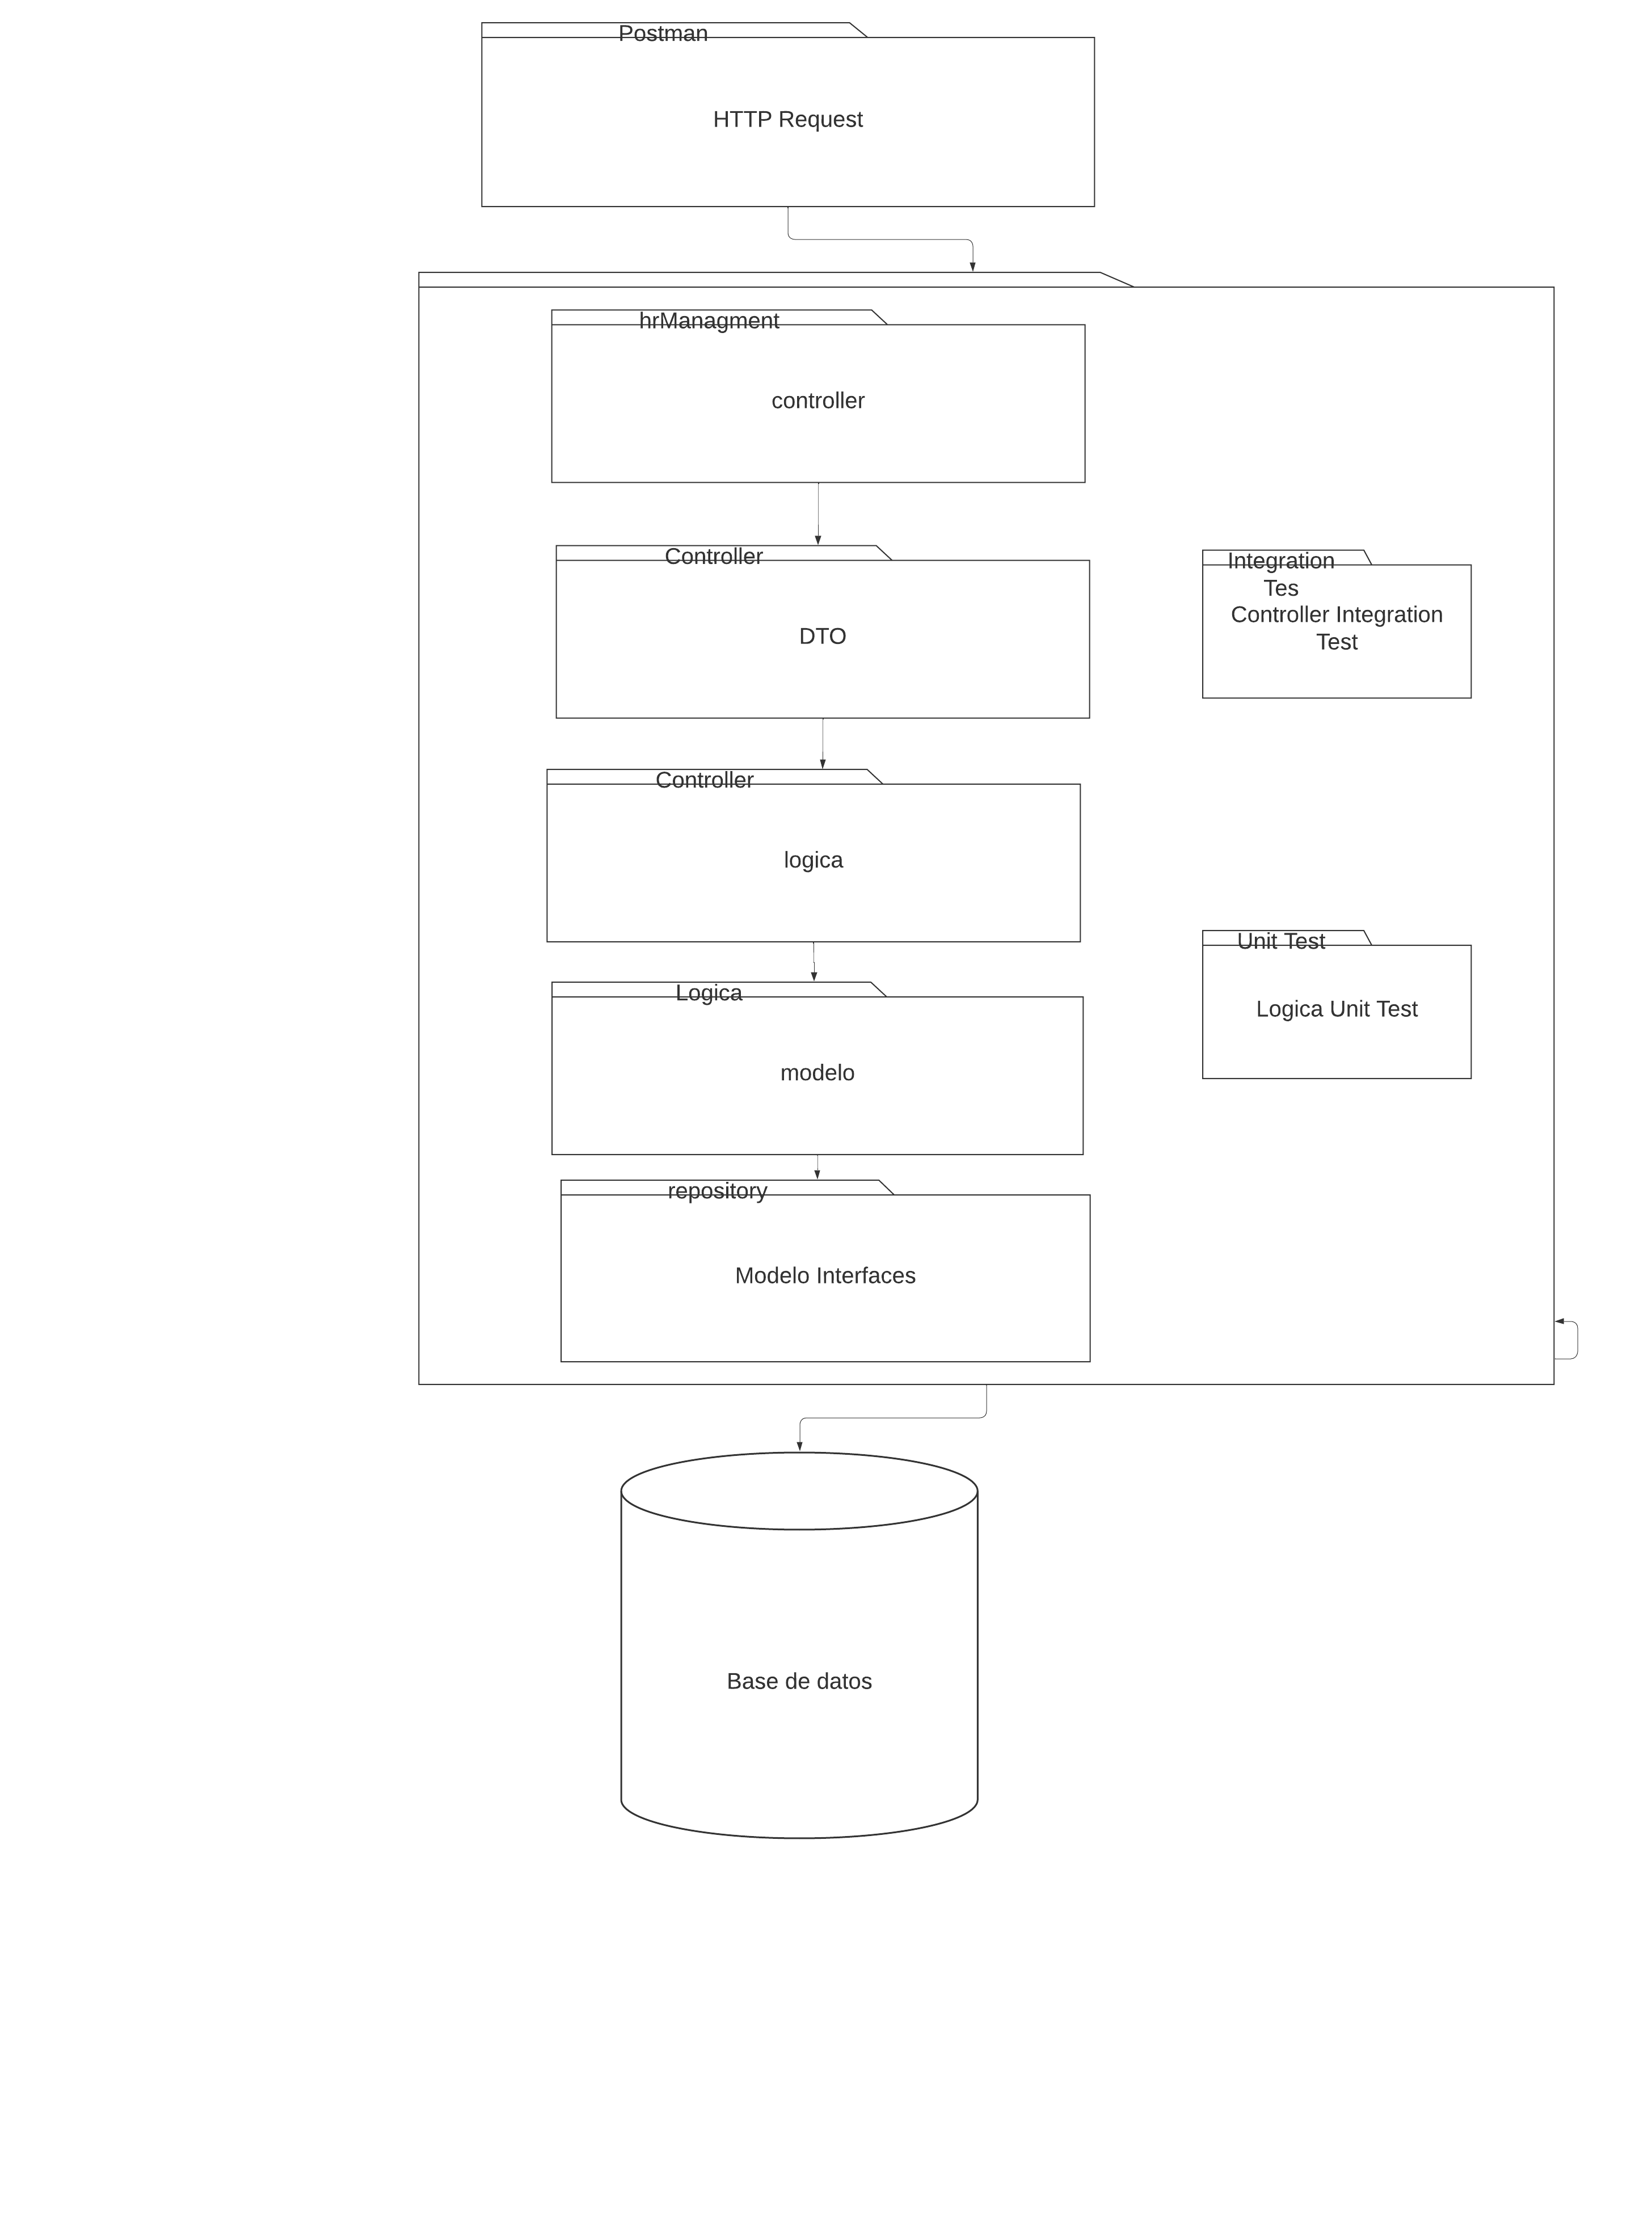 Postman
HTTP Request
hrManagment
controller
Controller
DTO
Integration
Tes
Controller Integration
Test
Controller
logica
Unit Test
Logica
Logica Unit Test
modelo
repository
Modelo Interfaces
Base de datos